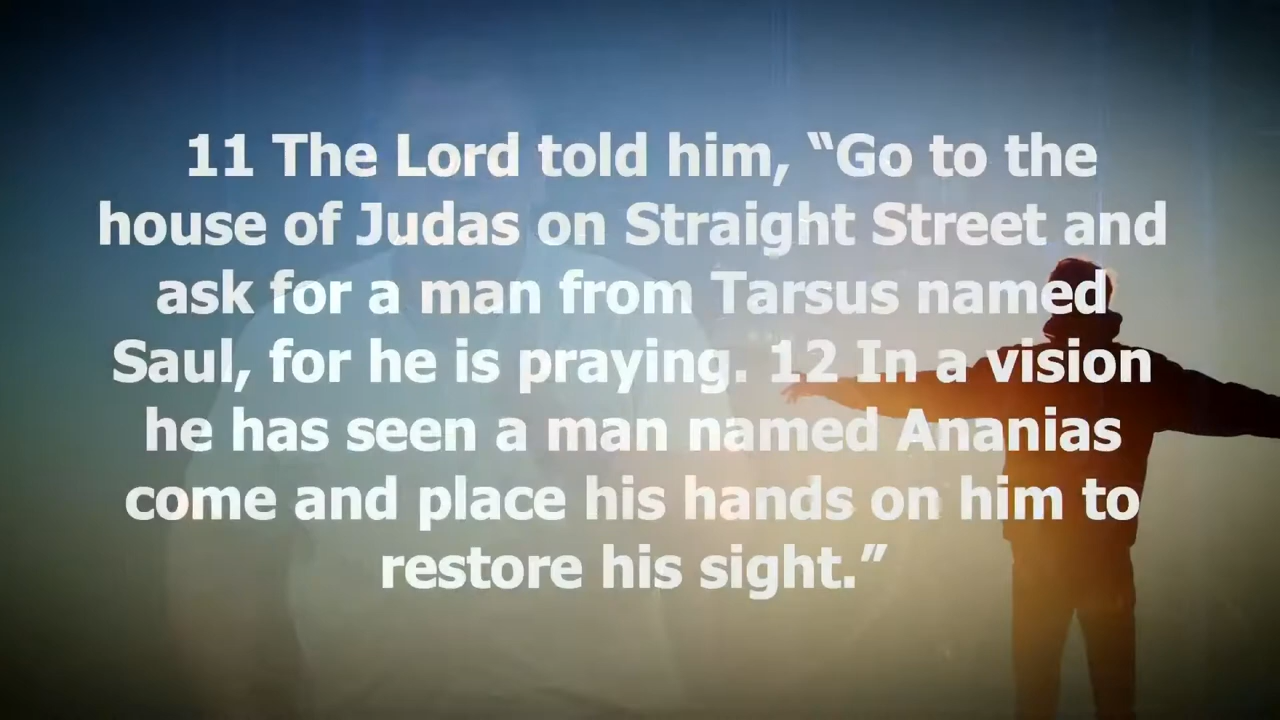 11 The Lord told him, “Go to the
house of Judas on Straight Street and
ask for a man from Tarsus named
Saul, for he is praying. 12 In a vision
he has seen a man named Ananias
come and place his hands on him to
restore his sight.”